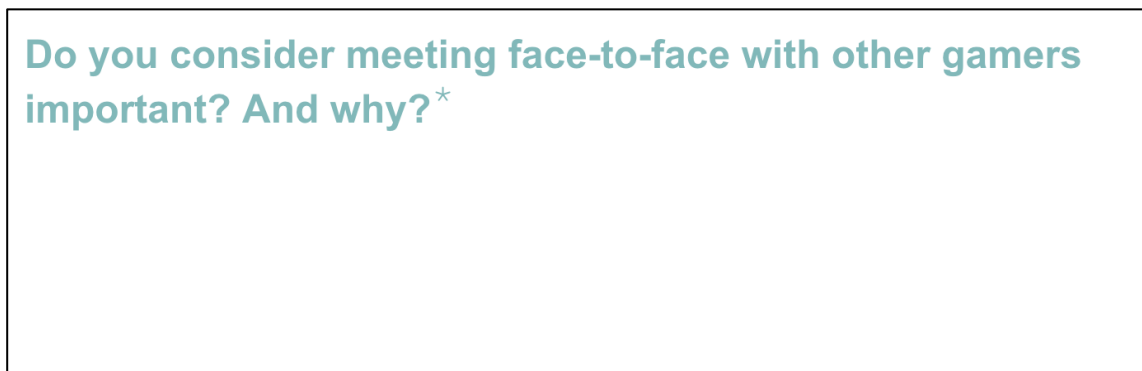 Do you consider meeting face-to-face with other gamers
important? And why?*